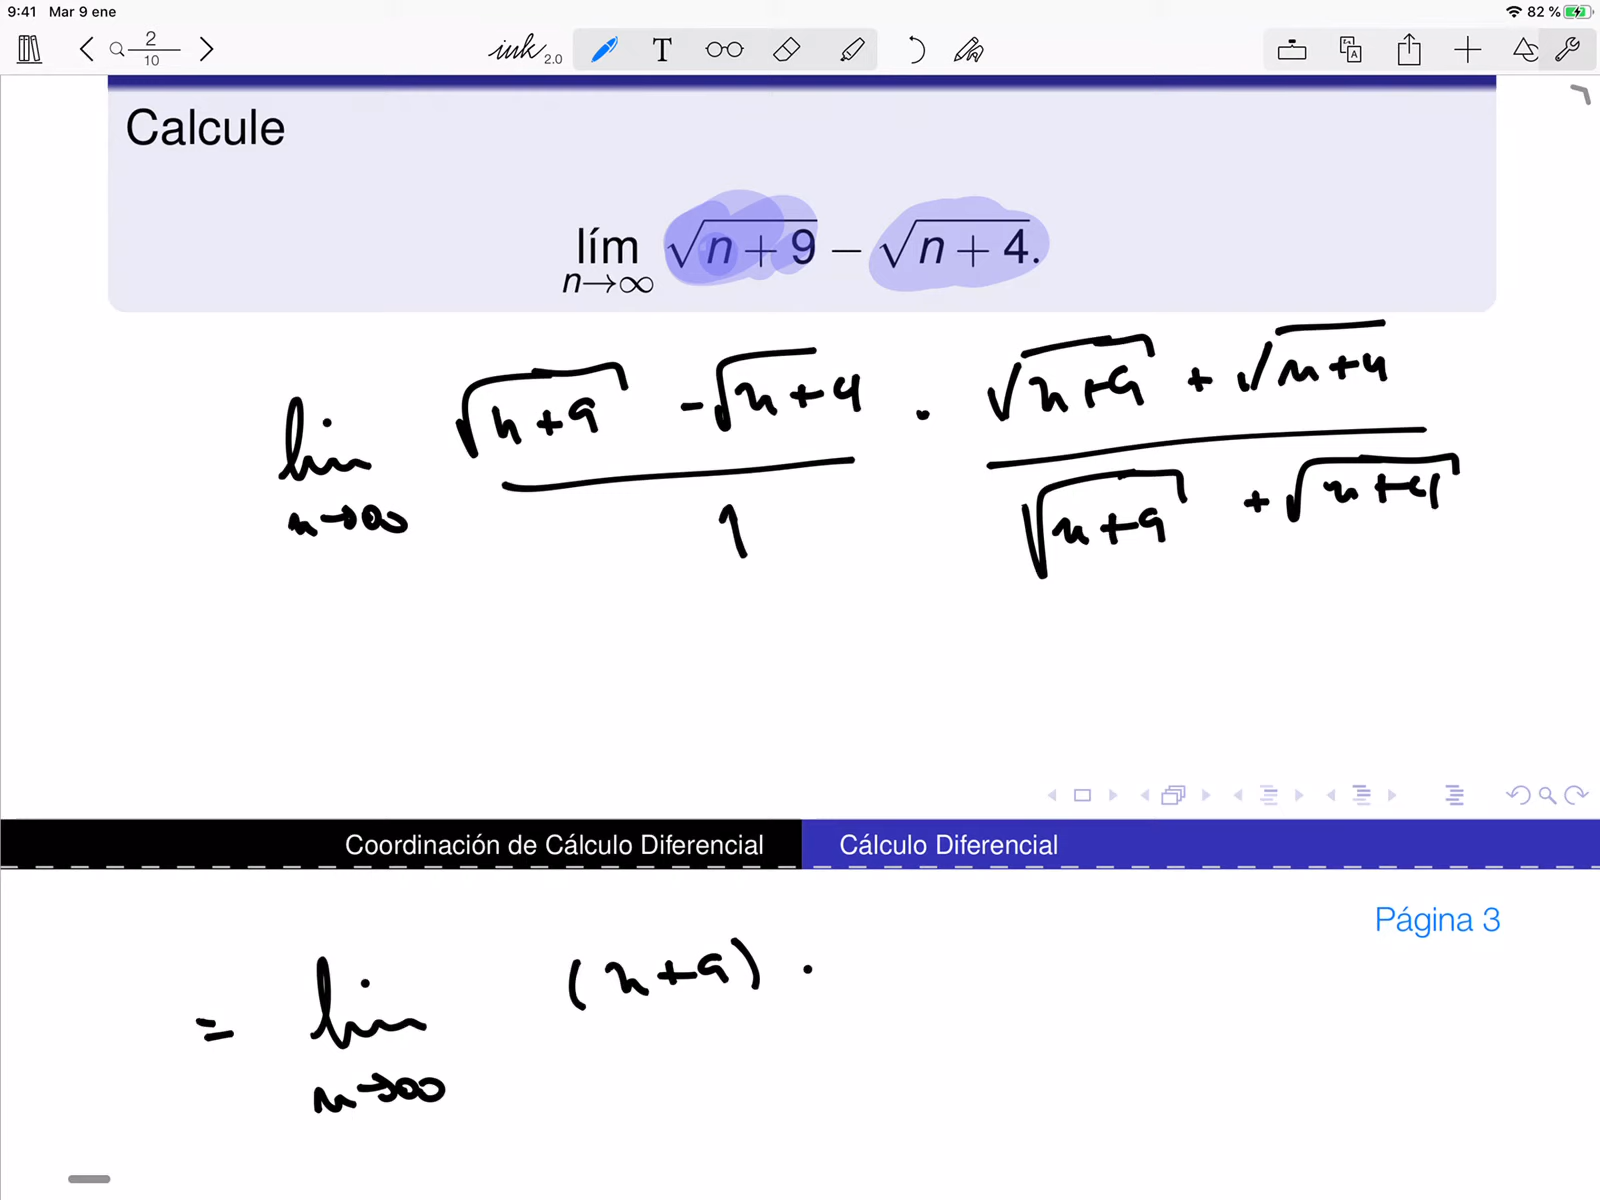 9:41 Mar 9 ene 82 %
2/10 ink 2.0 T
Calcule
lím n→∞ √(n + 9) − √(n + 4).
lim n→∞ (√(n+9) - √(n+4))/1 · (√(n+9) + √(n+4))/(√(n+9) + √(n+4))
Coordinación de Cálculo Diferencial Cálculo Diferencial
Página 3
= lim n→∞ (n+9) ·